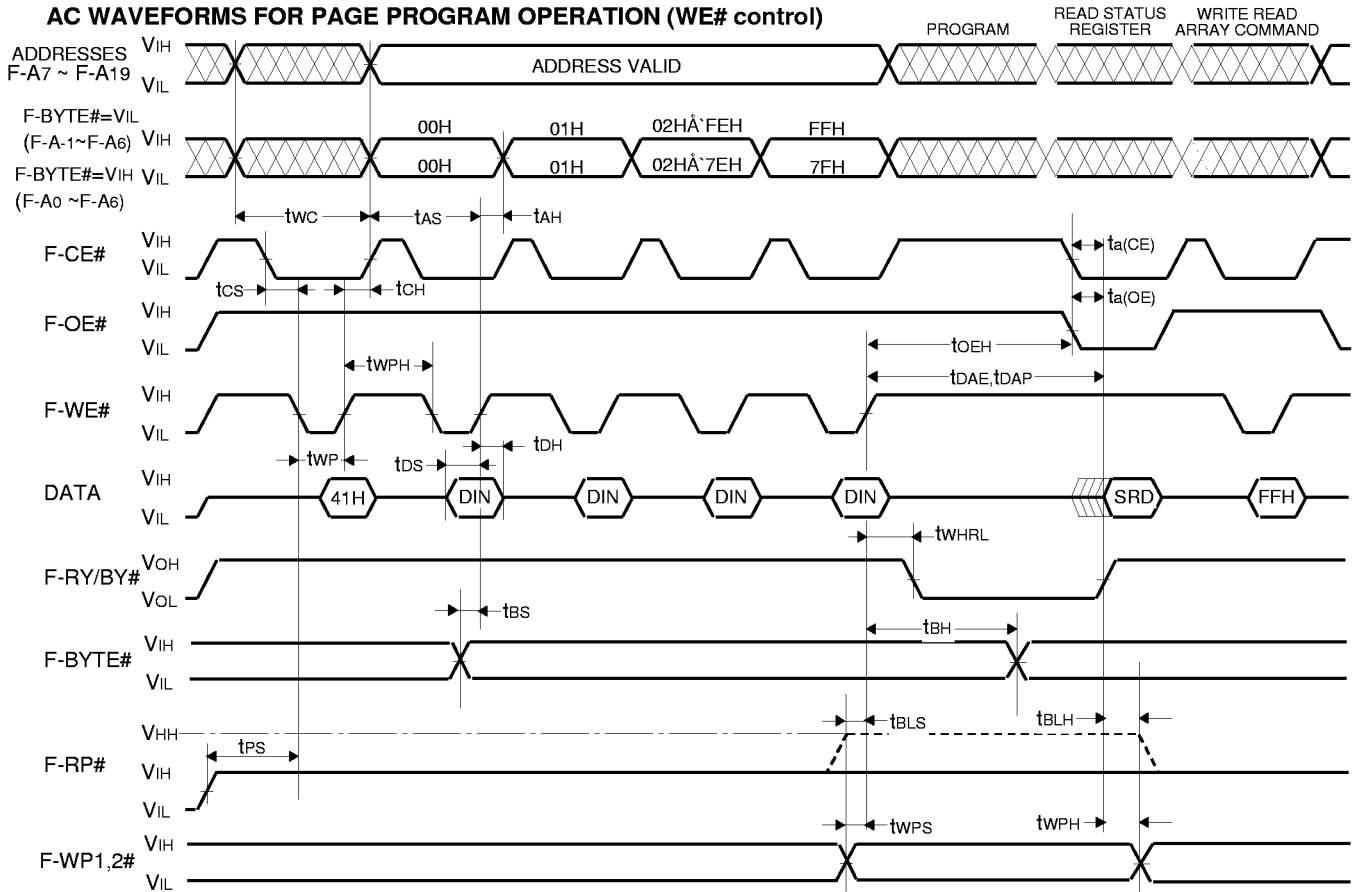 AC WAVEFORMS FOR PAGE PROGRAM OPERATION (WE# control)
PROGRAM
READ STATUS
REGISTER
WRITE READ
ARRAY COMMAND
ADDRESSES
F-A7 ~ F-A19
VIH
VIL
ADDRESS VALID
F-BYTE#=VIL
(F-A-1~F-A6)
VIH
00H 01H 02HÅ`FEH FFH
F-BYTE#=VIH
(F-A0 ~F-A6)
VIL
00H 01H 02HÅ`7EH 7FH
tWC tAS tAH
F-CE#
VIH
VIL
ta(CE)
tCS tCH
ta(OE)
F-OE#
VIH
VIL
tOEH
tWPH
tDAE,tDAP
F-WE#
VIH
VIL
tWP tDS tDH
DATA
VIH
VIL
41H DIN DIN DIN DIN SRD FFH
tWHRL
F-RY/BY#
VOH
VOL
tBS
tBH
F-BYTE#
VIH
VIL
tBLS tBLH
VHH
tPS
F-RP#
VIH
VIL
tWPS tWPH
F-WP1,2#
VIH
VIL